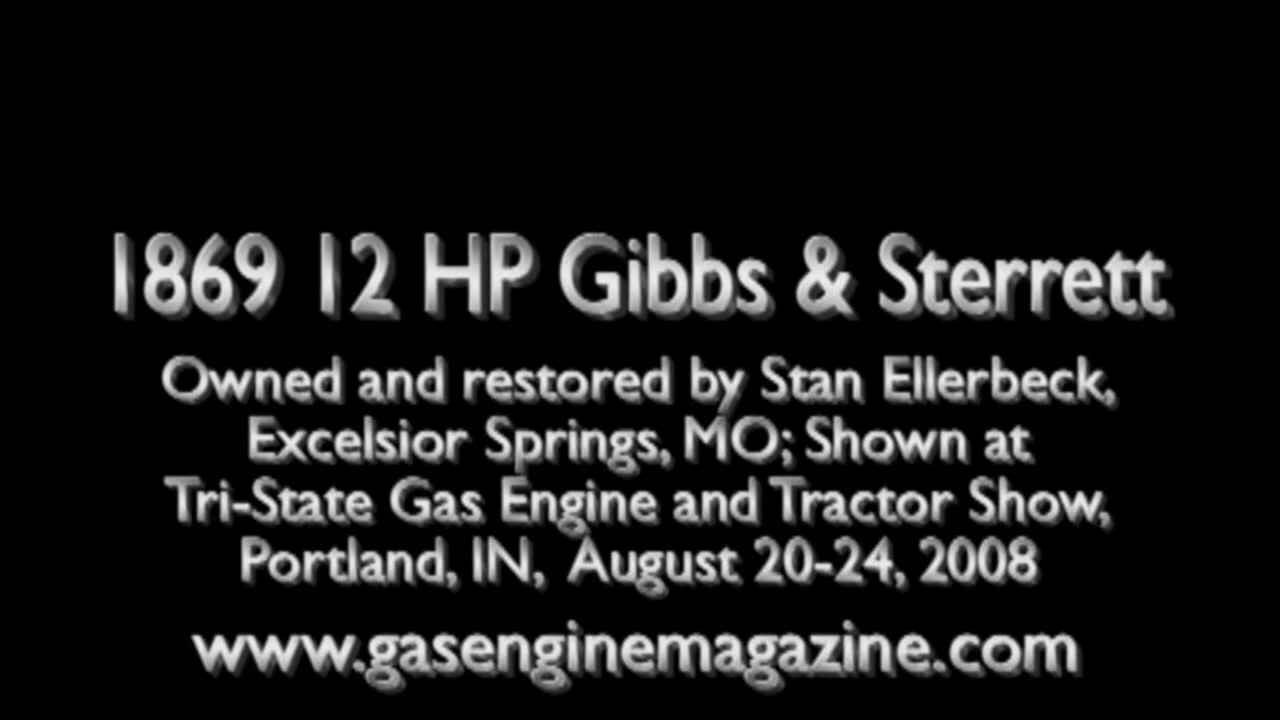 1869 12 HP Gibbs & Sterrett
Owned and restored by Stan Ellerbeck,
Excelsior Springs, MO; Shown at
Tri-State Gas Engine and Tractor Show,
Portland, IN, August 20-24, 2008
www.gasenginemagazine.com